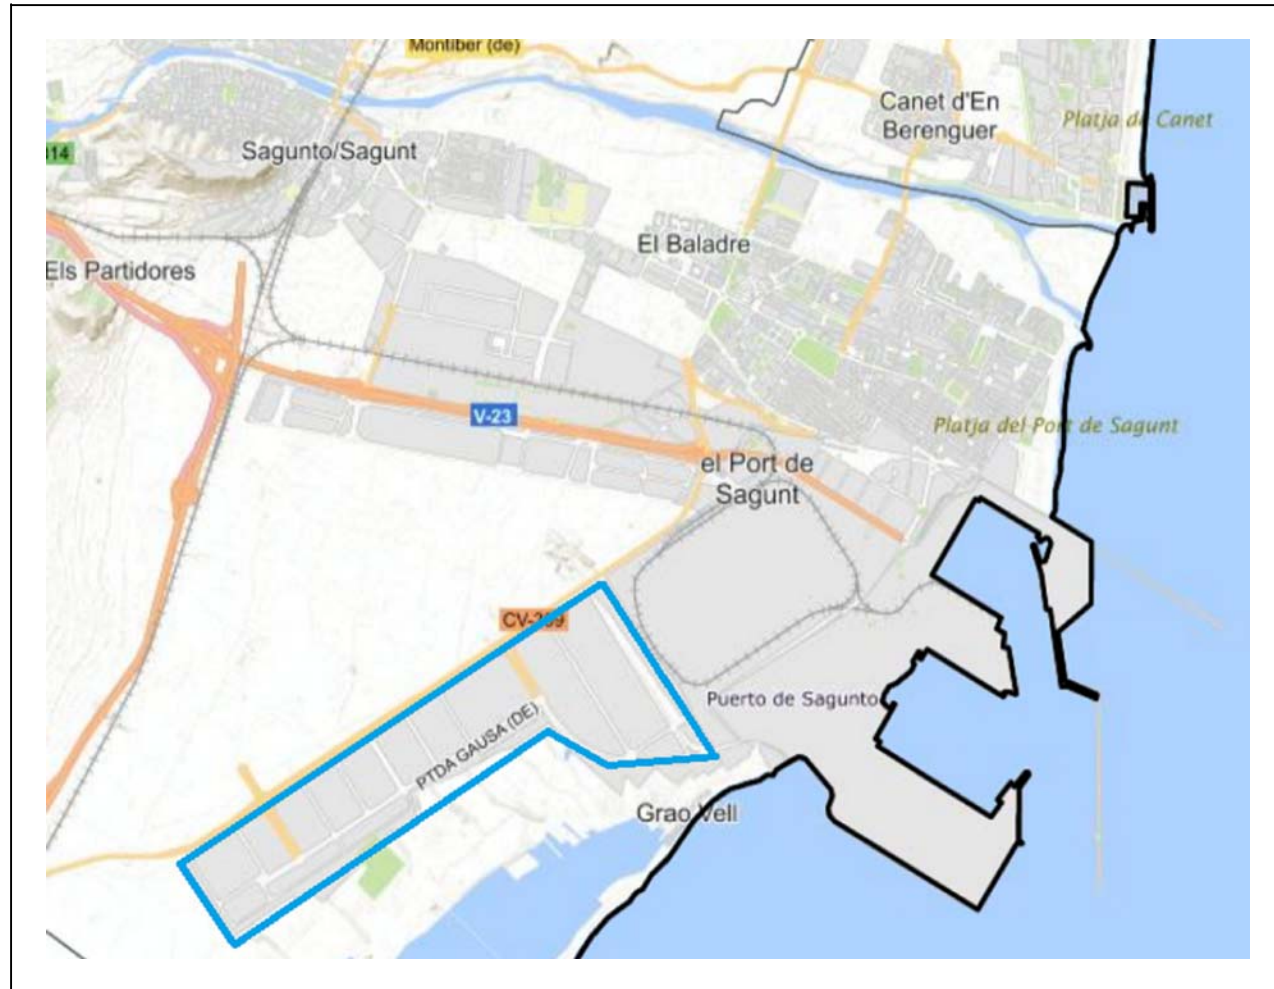 Montiber (de)
Canet d'En
Berenguer
Platja de Canet
Sagunto/Sagunt
El Baladre
Els Partidores
V-23
Platja del Port de Sagunt
el Port de
Sagunt
Puerto de Sagunto
PTDA GAUSA (DE)
Grao Vell